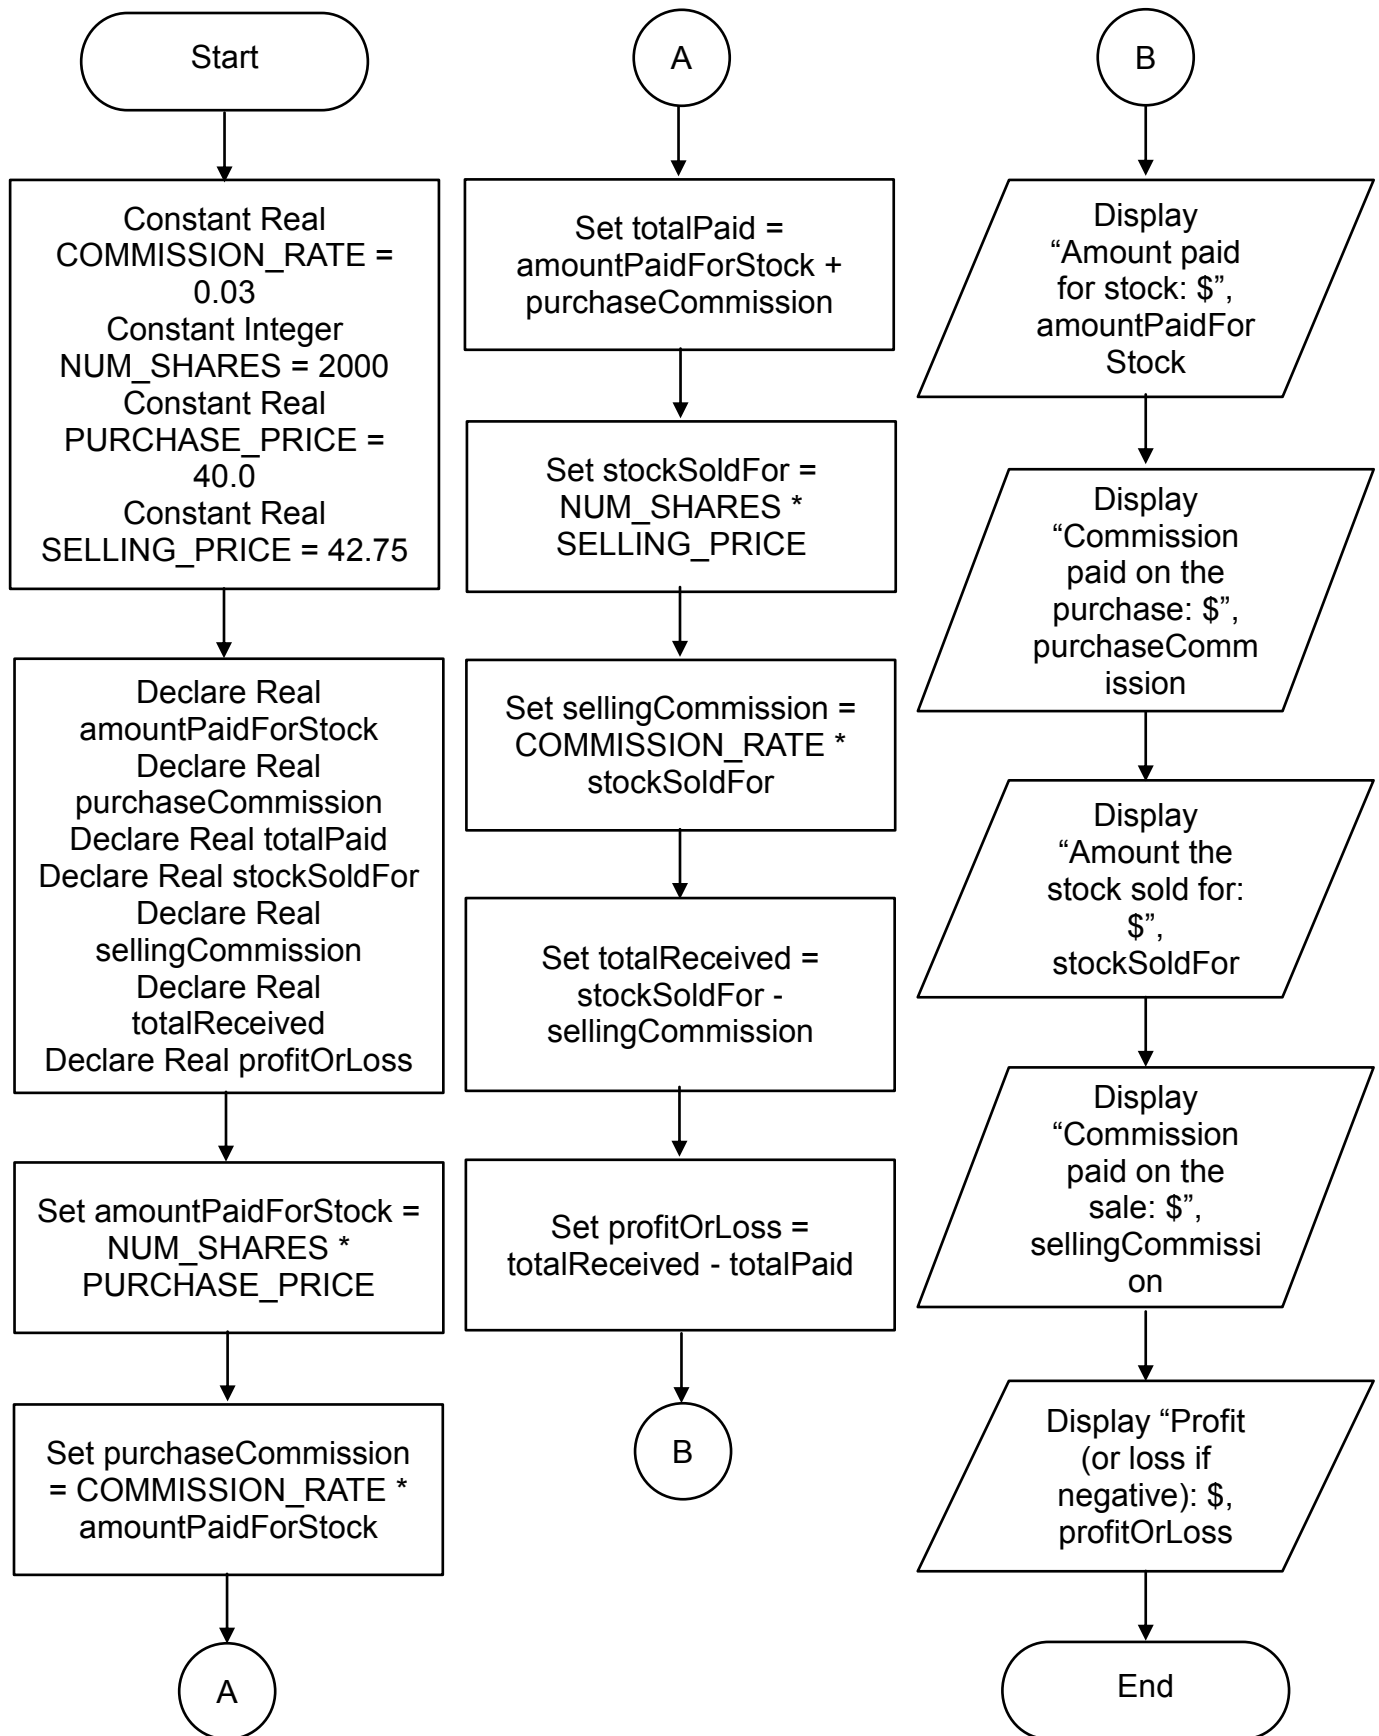 Start
Constant Real
COMMISSION_RATE =
0.03
Constant Integer
NUM_SHARES = 2000
Constant Real
PURCHASE_PRICE =
40.0
Constant Real
SELLING_PRICE = 42.75
Declare Real
amountPaidForStock
Declare Real
purchaseCommission
Declare Real totalPaid
Declare Real stockSoldFor
Declare Real
sellingCommission
Declare Real
totalReceived
Declare Real profitOrLoss
Set amountPaidForStock =
NUM_SHARES *
PURCHASE_PRICE
Set purchaseCommission
= COMMISSION_RATE *
amountPaidForStock
A
A
Set totalPaid =
amountPaidForStock +
purchaseCommission
Set stockSoldFor =
NUM_SHARES *
SELLING_PRICE
Set sellingCommission =
COMMISSION_RATE *
stockSoldFor
Set totalReceived =
stockSoldFor -
sellingCommission
Set profitOrLoss =
totalReceived - totalPaid
B
B
Display
“Amount paid
for stock: $”,
amountPaidFor
Stock
Display
“Commission
paid on the
purchase: $”,
purchaseComm
ission
Display
“Amount the
stock sold for:
$”,
stockSoldFor
Display
“Commission
paid on the
sale: $”,
sellingCommissi
on
Display “Profit
(or loss if
negative): $,
profitOrLoss
End